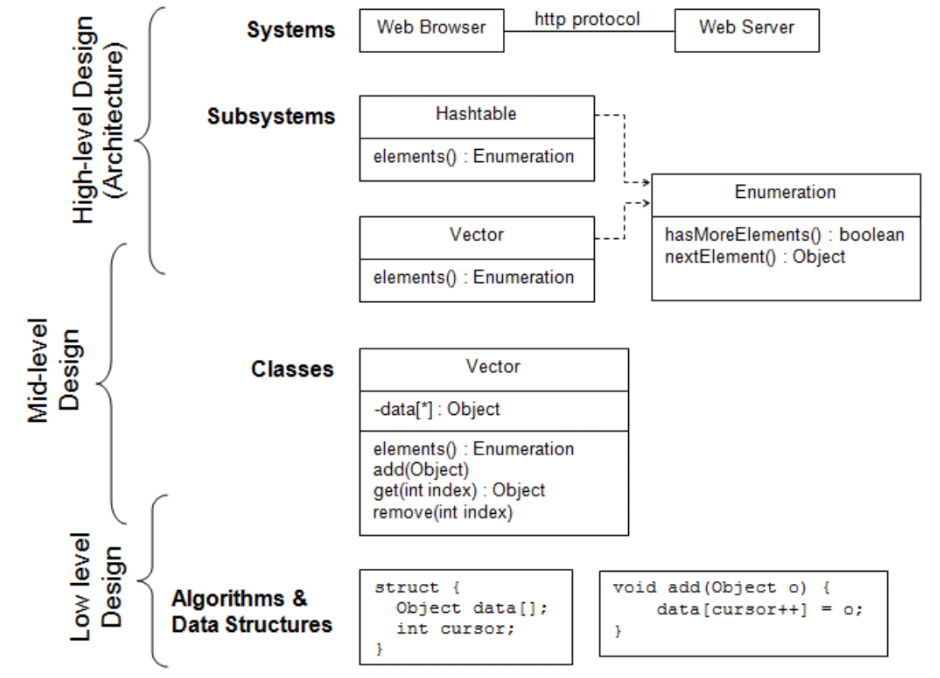 High-level Design
(Architecture)
Systems
Web Browser
http protocol
Web Server
Subsystems
Hashtable
elements() : Enumeration
Enumeration
hasMoreElements() : boolean
nextElement() : Object
Vector
elements() : Enumeration
Mid-level
Design
Classes
Vector
-data[*] : Object
elements() : Enumeration
add(Object)
get(int index) : Object
remove(int index)
Low level
Design
Algorithms &
Data Structures
struct {
  Object data[];
  int cursor;
}
void add(Object o) {
    data[cursor++] = o;
}